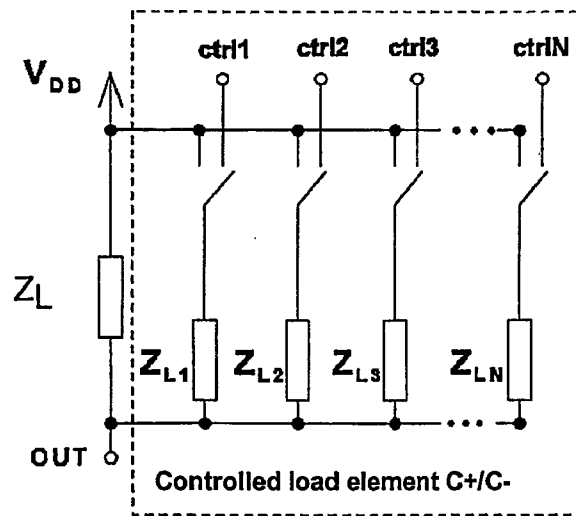 ctrl1 ctrl2 ctrl3 ctrlN
VDD
ZL
ZL1 ZL2 ZL3 ZLN
OUT
Controlled load element C+/C-